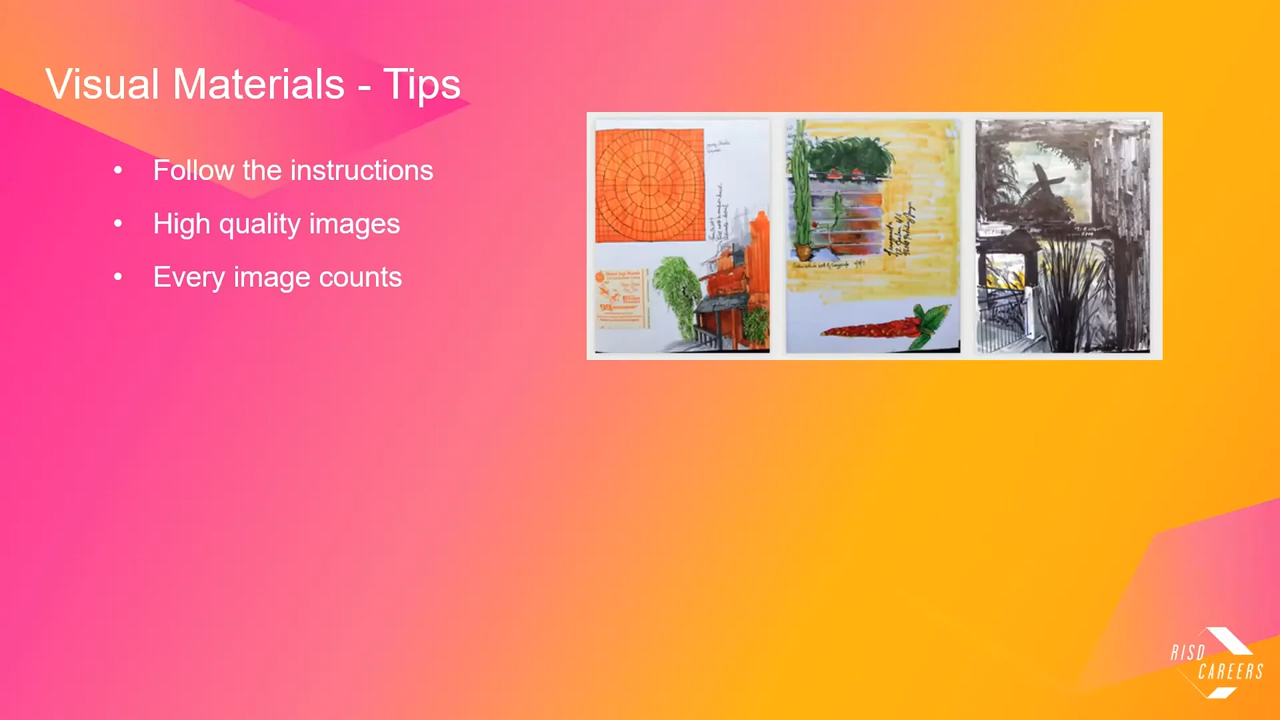 Visual Materials - Tips
• Follow the instructions
• High quality images
• Every image counts
RISD
CAREERS